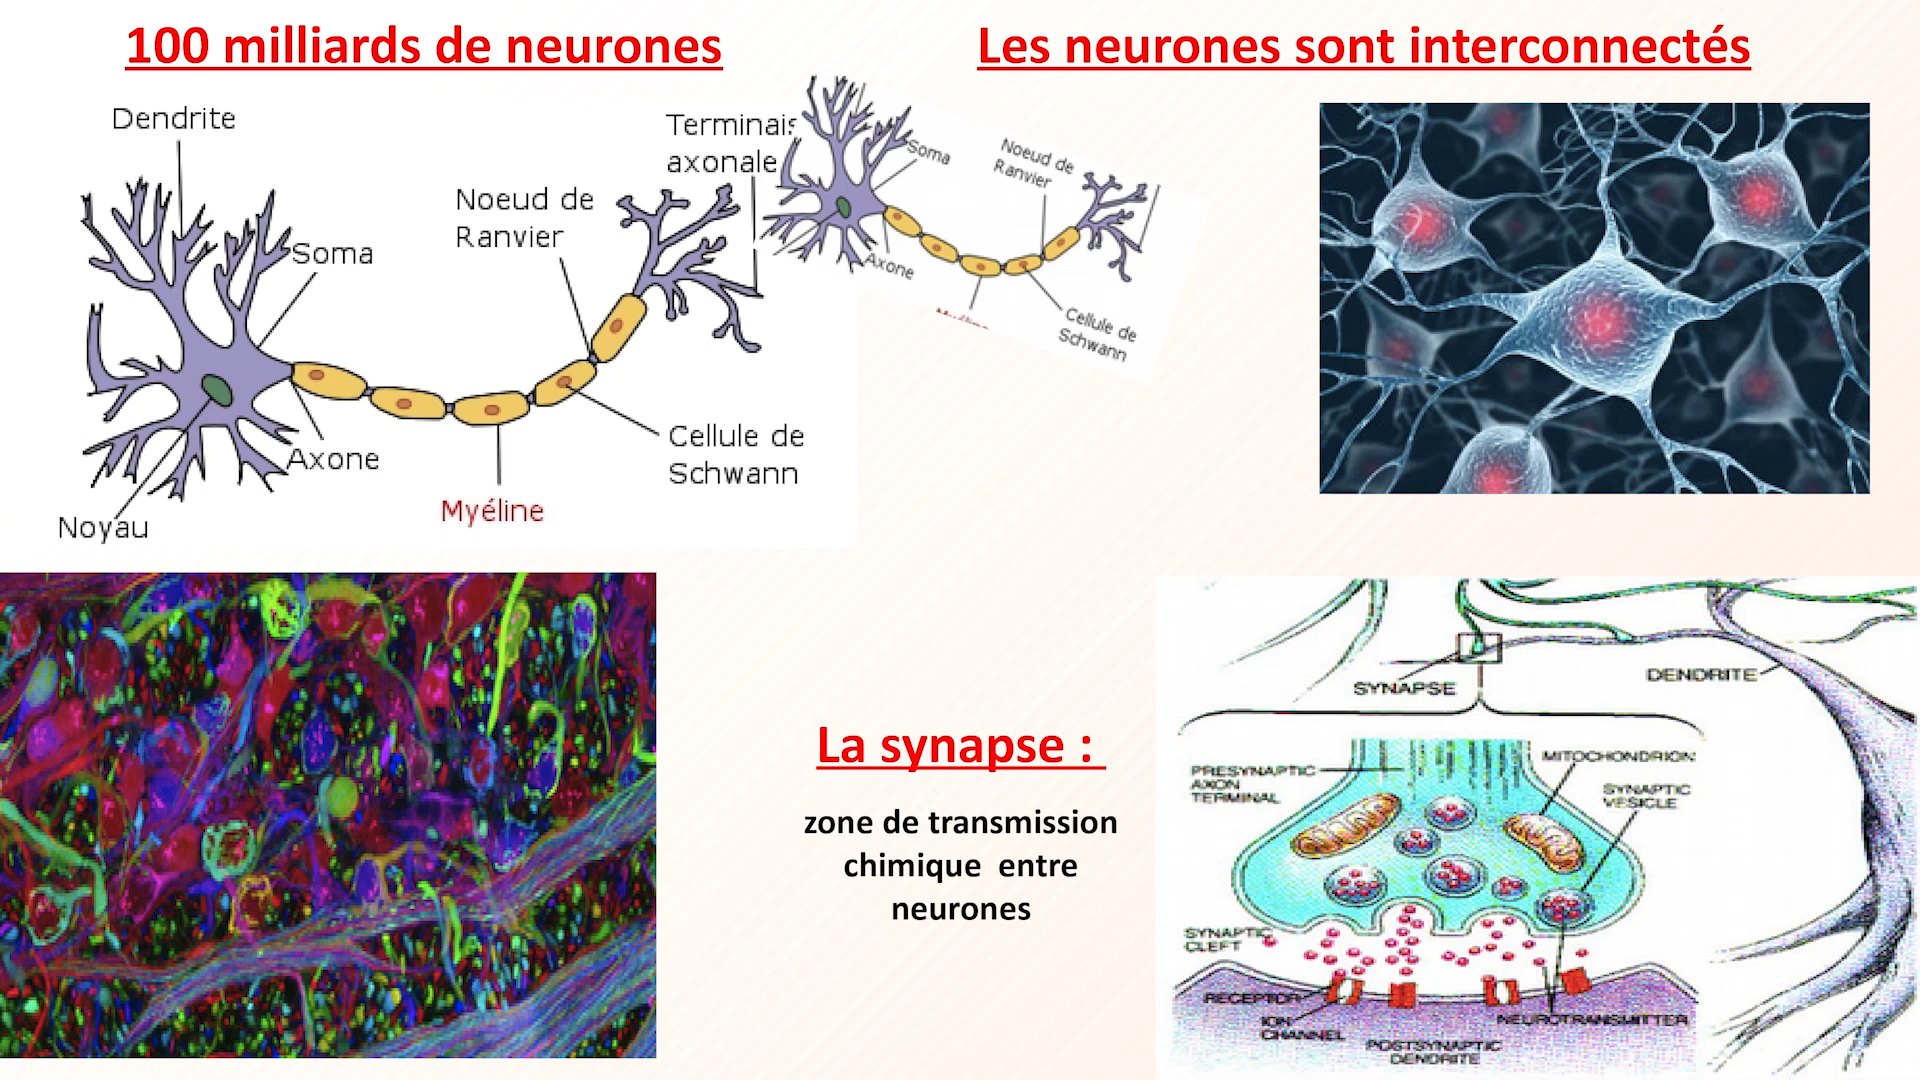 100 milliards de neurones
Les neurones sont interconnectés
Dendrite
Terminais
axonale
Noeud de
Ranvier
Soma
Cellule de
Schwann
Axone
Myéline
Noyau
Soma
Noeud de
Ranvier
Axone
Cellule de
Schwann
La synapse :
zone de transmission
chimique entre
neurones
SYNAPSE
DENDRITE
PRESYNAPTIC
AXON
TERMINAL
MITOCHONDRION
SYNAPTIC
VESICLE
SYNAPTIC
CLEFT
RECEPTOR
ION
CHANNEL
NEUROTRANSMITTER
POSTSYNAPTIC
DENDRITE